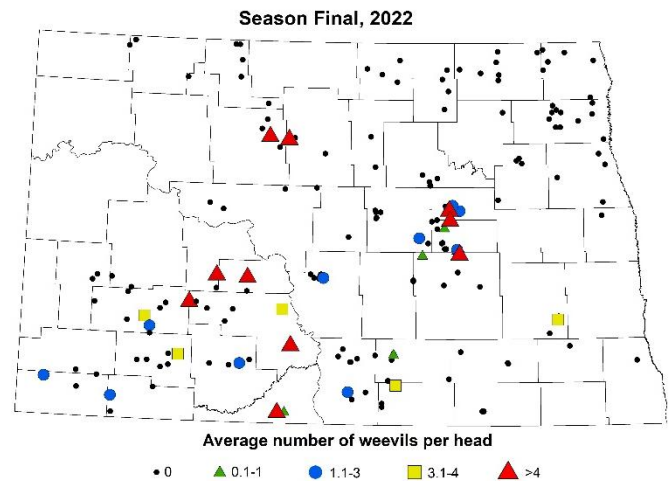 Season Final, 2022
Average number of weevils per head
0 0.1-1 1.1-3 3.1-4 >4